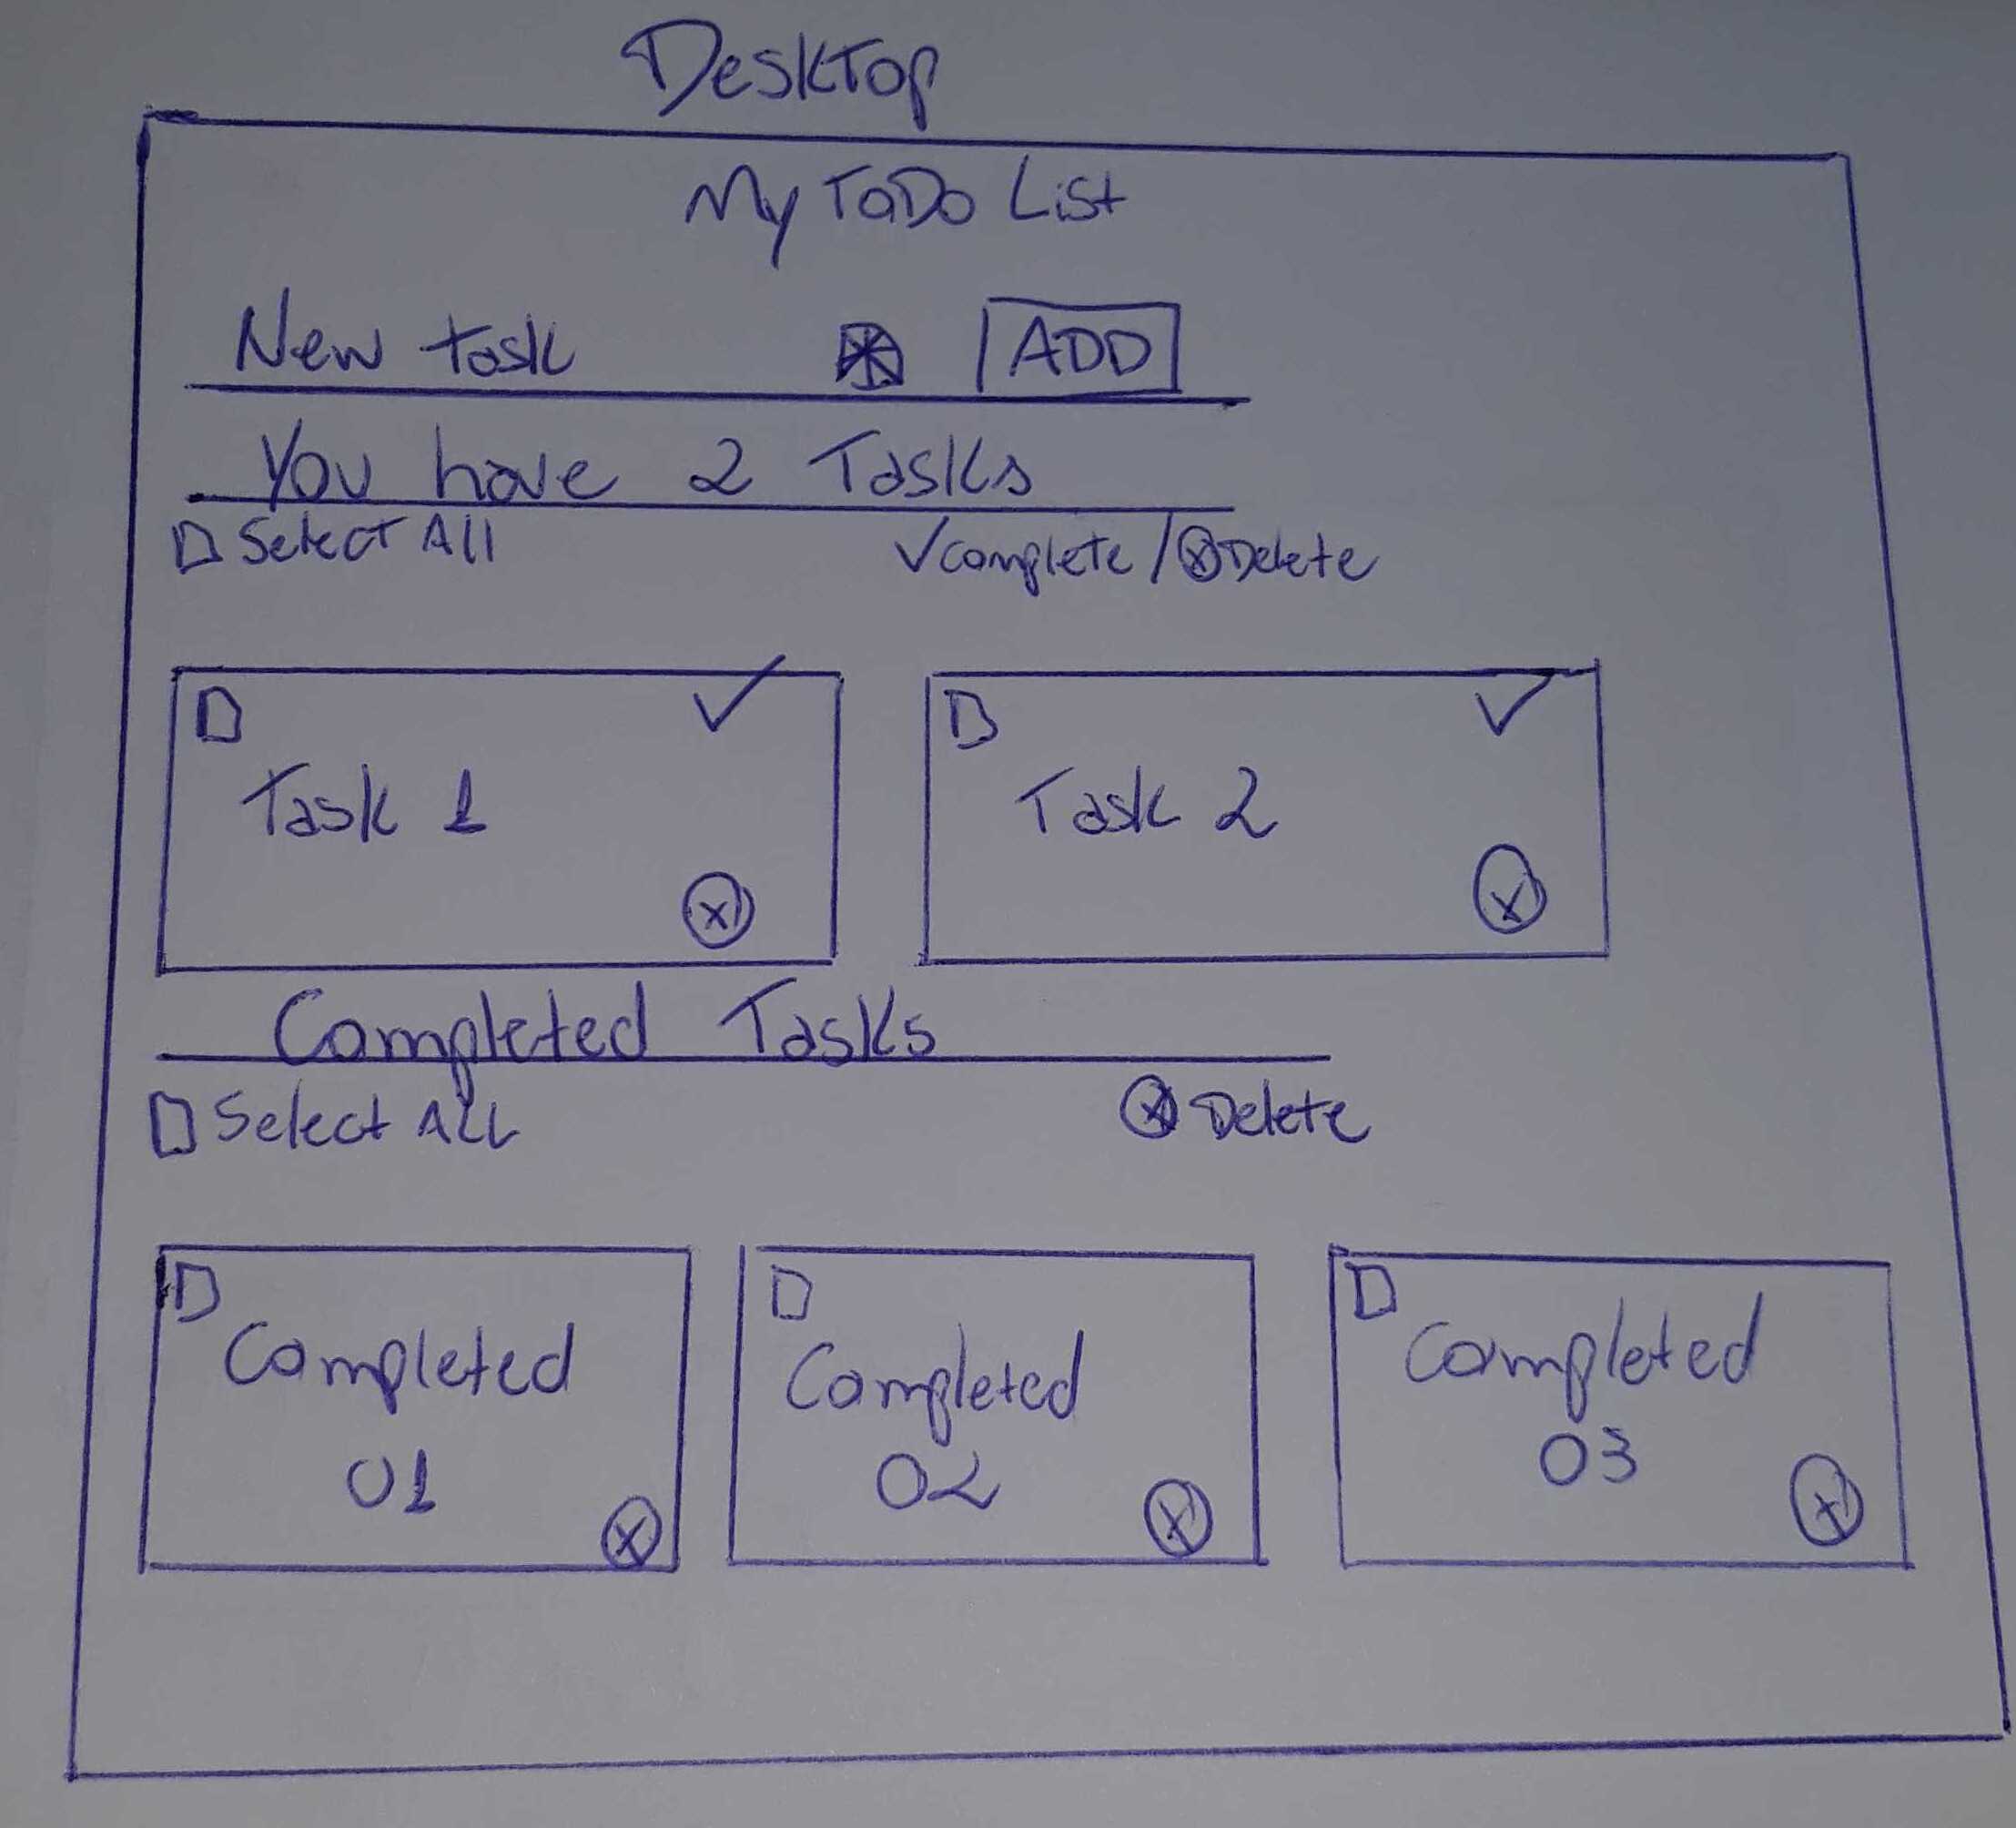 Desktop
My ToDo List
New task ADD
You have 2 Tasks
Select All ✓complete / ⓧDelete
Task 1
Task 2
Completed Tasks
Select ALL ⓧ Delete
Completed
01
Completed
02
Completed
03